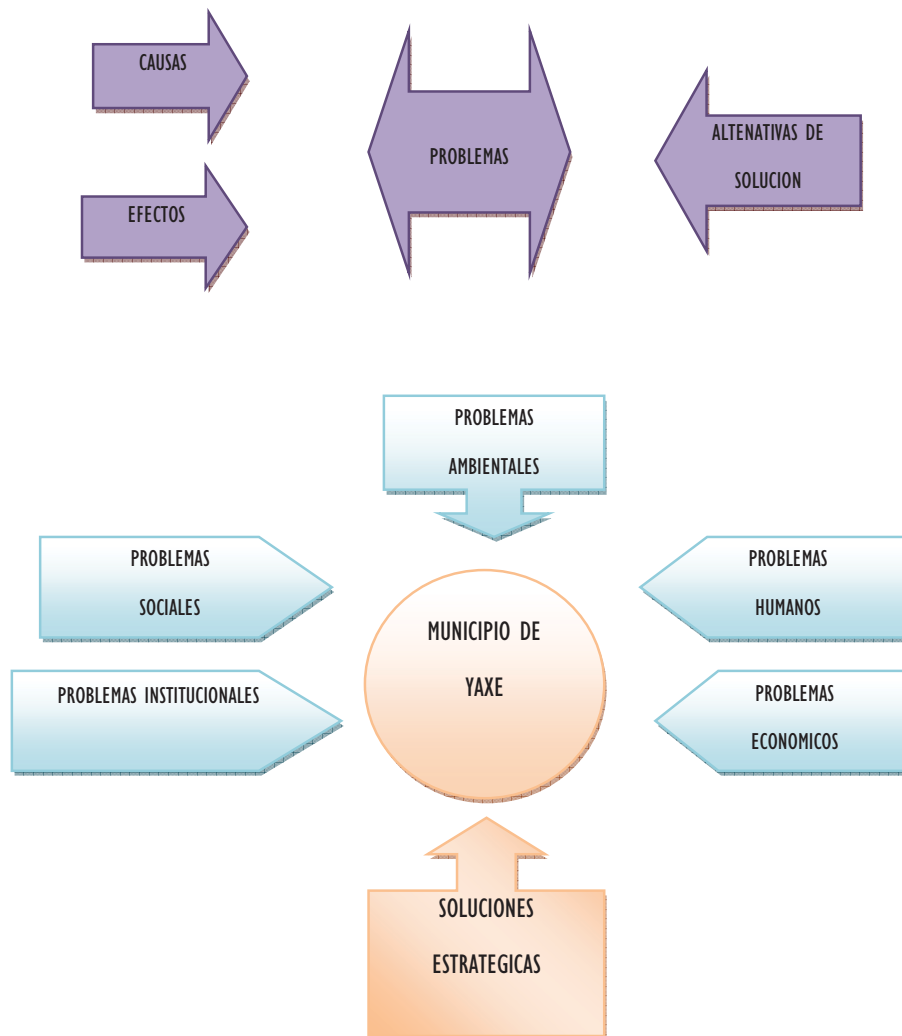 CAUSAS
EFECTOS
PROBLEMAS
ALTENATIVAS DE
SOLUCION
PROBLEMAS
AMBIENTALES
PROBLEMAS
SOCIALES
PROBLEMAS INSTITUCIONALES
MUNICIPIO DE
YAXE
PROBLEMAS
HUMANOS
PROBLEMAS
ECONOMICOS
SOLUCIONES
ESTRATEGICAS